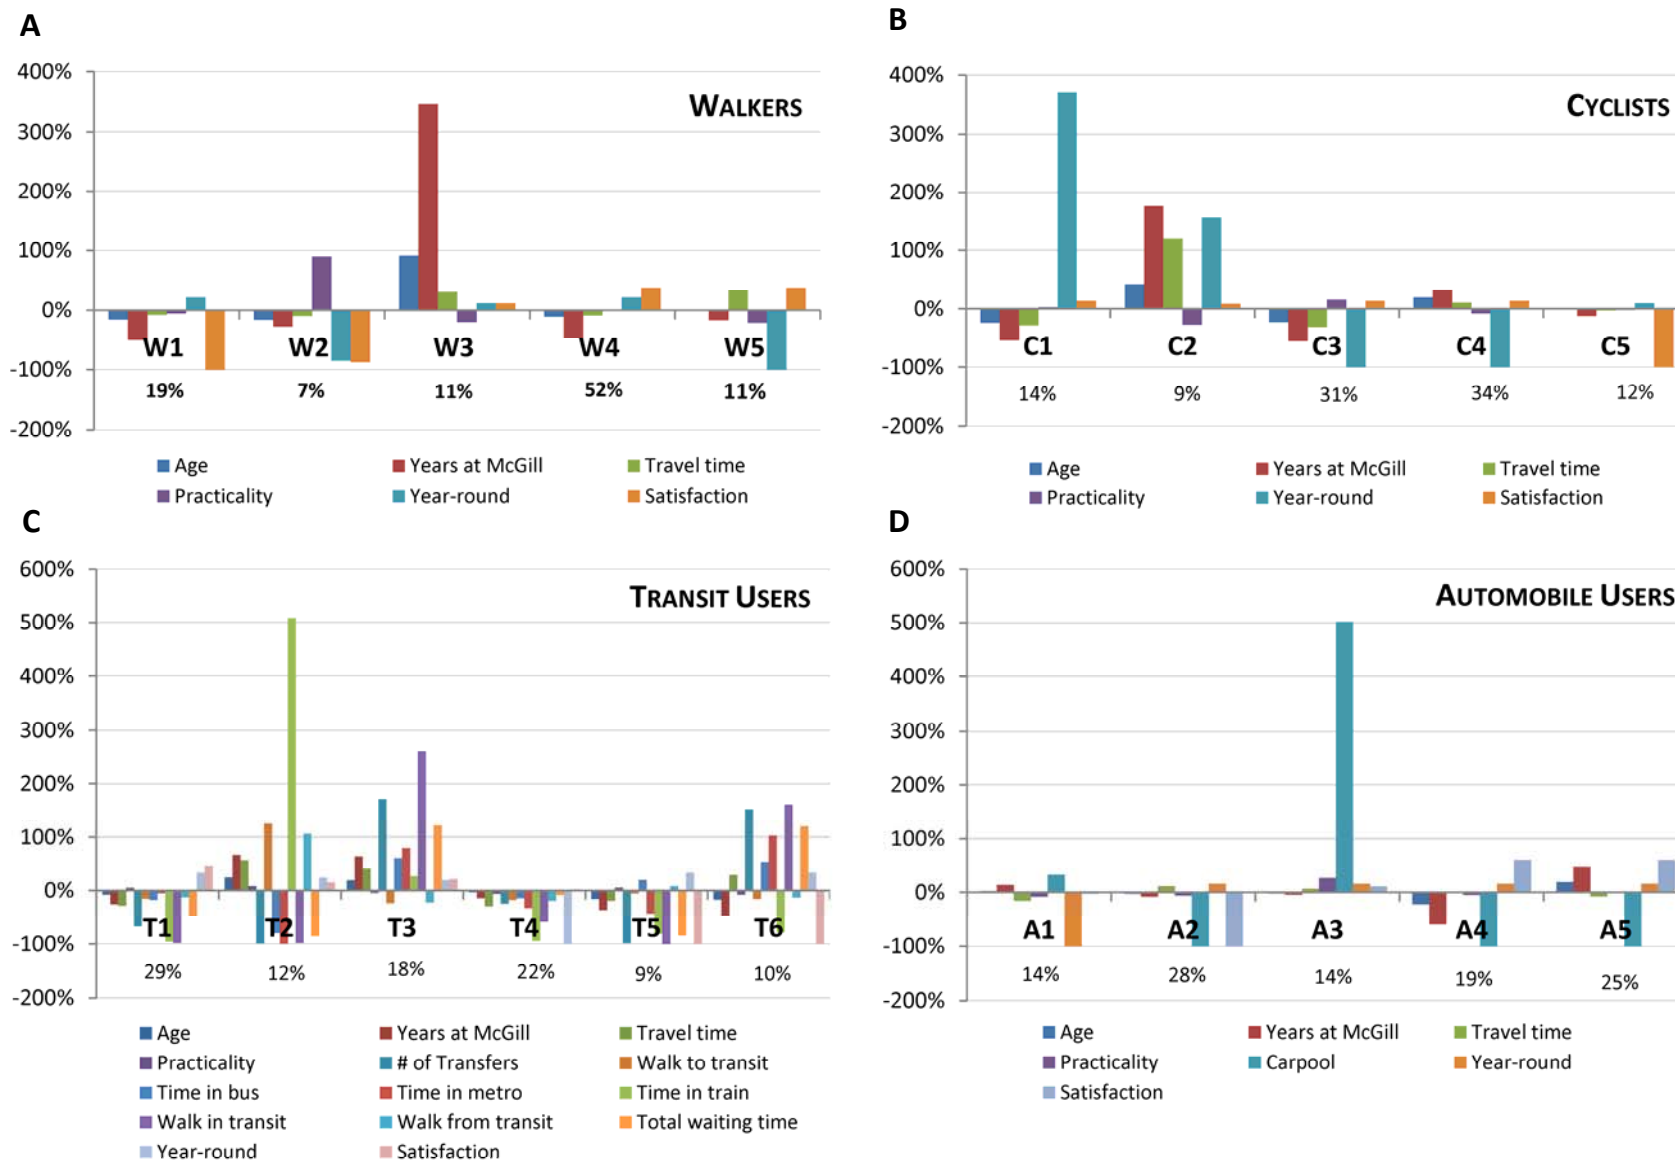 A
WALKERS
400%
300%
200%
100%
0%
-100%
-200%
W1 W2 W3 W4 W5
19% 7% 11% 52% 11%
Age Years at McGill Travel time
Practicality Year-round Satisfaction
B
CYCLISTS
400%
300%
200%
100%
0%
-100%
-200%
C1 C2 C3 C4 C5
14% 9% 31% 34% 12%
Age Years at McGill Travel time
Practicality Year-round Satisfaction
C
TRANSIT USERS
600%
500%
400%
300%
200%
100%
0%
-100%
-200%
T1 T2 T3 T4 T5 T6
29% 12% 18% 22% 9% 10%
Age Years at McGill Travel time
Practicality # of Transfers Walk to transit
Time in bus Time in metro Time in train
Walk in transit Walk from transit Total waiting time
Year-round Satisfaction
D
AUTOMOBILE USERS
600%
500%
400%
300%
200%
100%
0%
-100%
-200%
A1 A2 A3 A4 A5
14% 28% 14% 19% 25%
Age Years at McGill Travel time
Practicality Carpool Year-round
Satisfaction